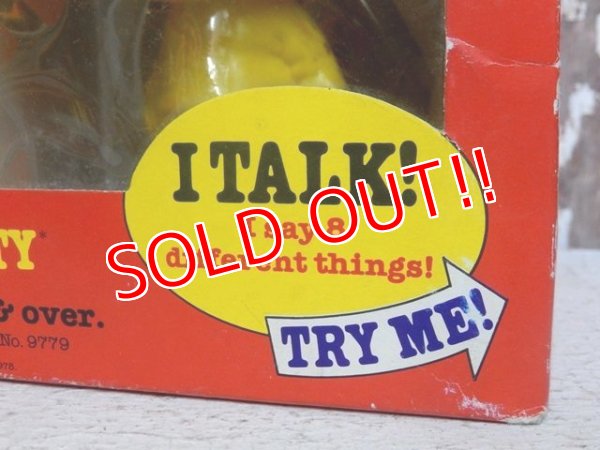 I TALK!
I say 8
different things!
TRY ME!
SOLD OUT!!
TY*
& over.
No. 9779